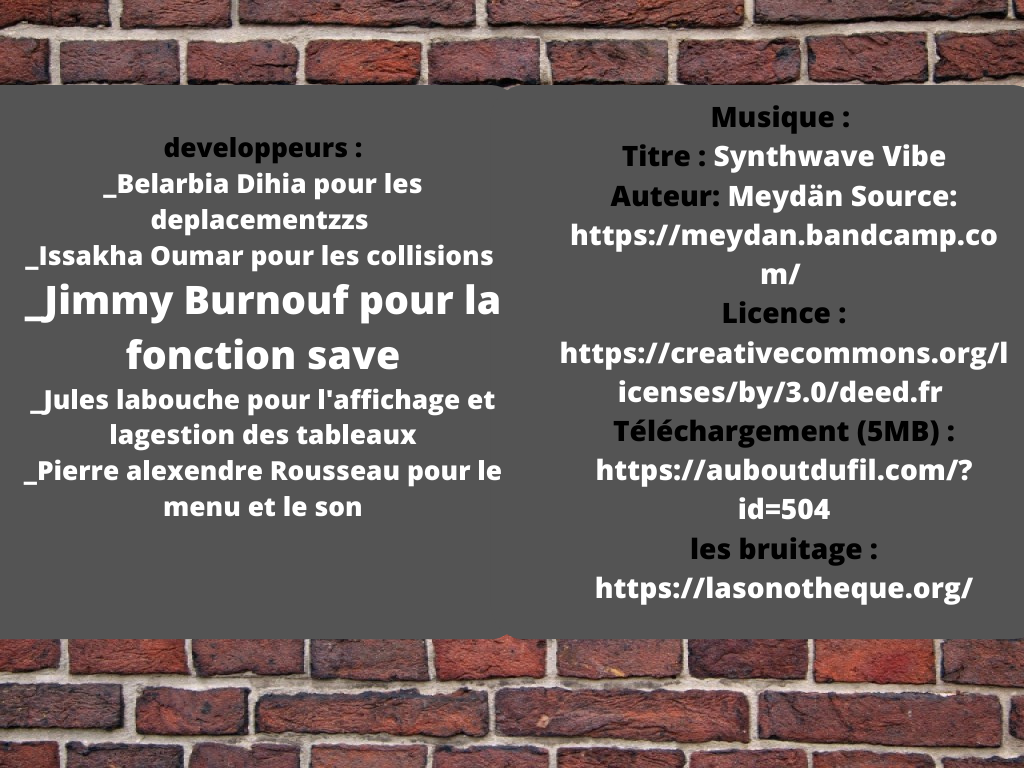 developpeurs :
_Belarbia Dihia pour les
deplacementzzs
_Issakha Oumar pour les collisions
_Jimmy Burnouf pour la
fonction save
_Jules labouche pour l'affichage et
lagestion des tableaux
_Pierre alexendre Rousseau pour le
menu et le son
Musique :
Titre : Synthwave Vibe
Auteur: Meydän Source:
https://meydan.bandcamp.co
m/
Licence :
https://creativecommons.org/l
icenses/by/3.0/deed.fr
Téléchargement (5MB) :
https://auboutdufil.com/?
id=504
les bruitage :
https://lasonotheque.org/